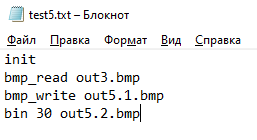 test5.txt – Блокнот
Файл Правка Формат Вид Справка
init
bmp_read out3.bmp
bmp_write out5.1.bmp
bin 30 out5.2.bmp